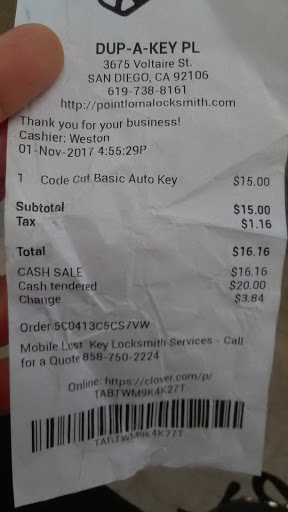 DUP-A-KEY PL
3675 Voltaire St.
SAN DIEGO, CA 92106
619-738-8161
http://pointlomalocksmith.com
Thank you for your business!
Cashier: Weston
01-Nov-2017 4:55:29P
1 Code Cut Basic Auto Key $15.00
Subtotal $15.00
Tax $1.16
Total $16.16
CASH SALE $16.16
Cash tendered $20.00
Change $3.84
Order 5C0413C5CS7VW
Mobile Lost Key Locksmith Services - Call
for a Quote 858-750-2224
Online: https://clover.com/p/
TABTWM9K4K27T
TABTWM9K4K27T